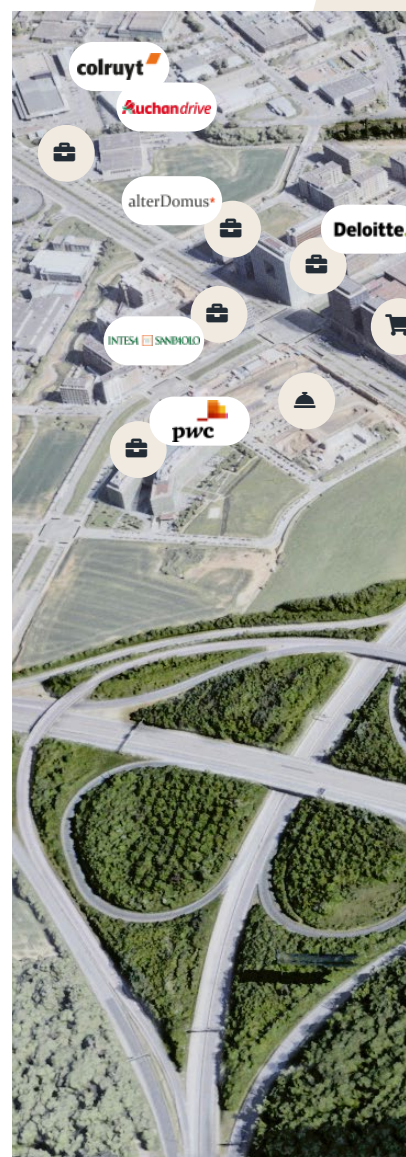 colruyt
Auchandrive
alterDomus*
Deloitte.
INTESA SANPAOLO
pwc